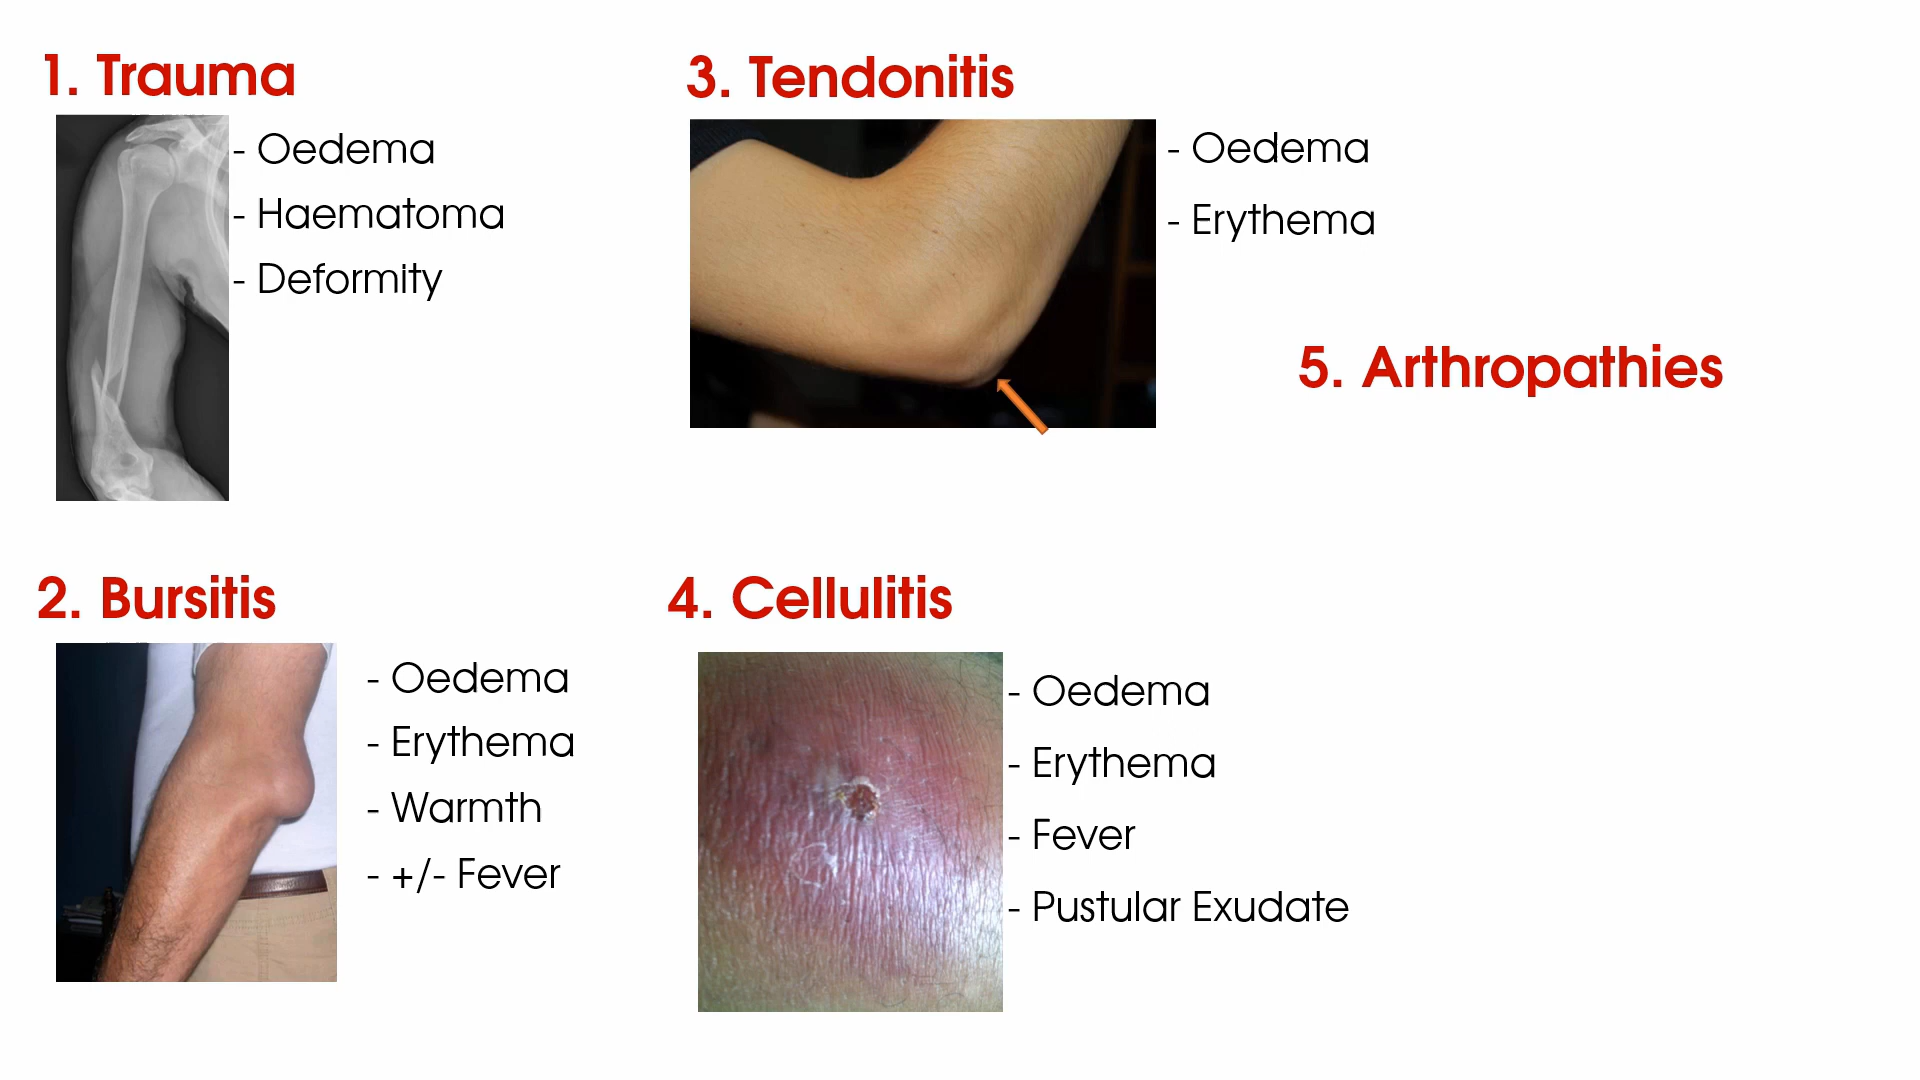 1. Trauma
- Oedema
- Haematoma
- Deformity
2. Bursitis
- Oedema
- Erythema
- Warmth
- +/- Fever
3. Tendonitis
- Oedema
- Erythema
4. Cellulitis
- Oedema
- Erythema
- Fever
- Pustular Exudate
5. Arthropathies